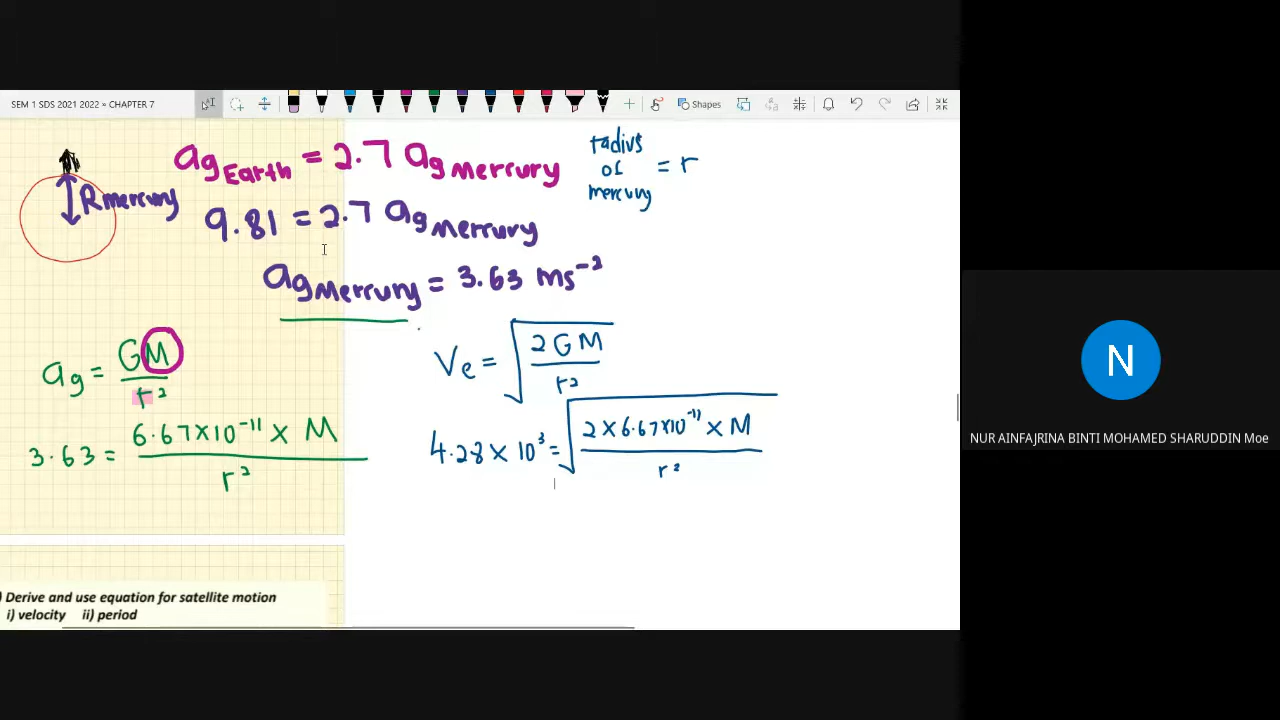 SEM 1 SDS 2021 2022 » CHAPTER 7
Shapes
ag Earth = 2.7 ag Mercury
radius
of
mercury
= r
Rmercury
9.81 = 2.7 ag Mercury
ag Mercury = 3.63 ms⁻²
ag = GM / r²
Ve = √(2GM / r²)
3.63 = 6.67×10⁻¹¹ × M / r²
4.28 × 10³ = √(2 × 6.67×10⁻¹¹ × M / r²)
) Derive and use equation for satellite motion
i) velocity ii) period
N
NUR AINFAJRINA BINTI MOHAMED SHARUDDIN Moe